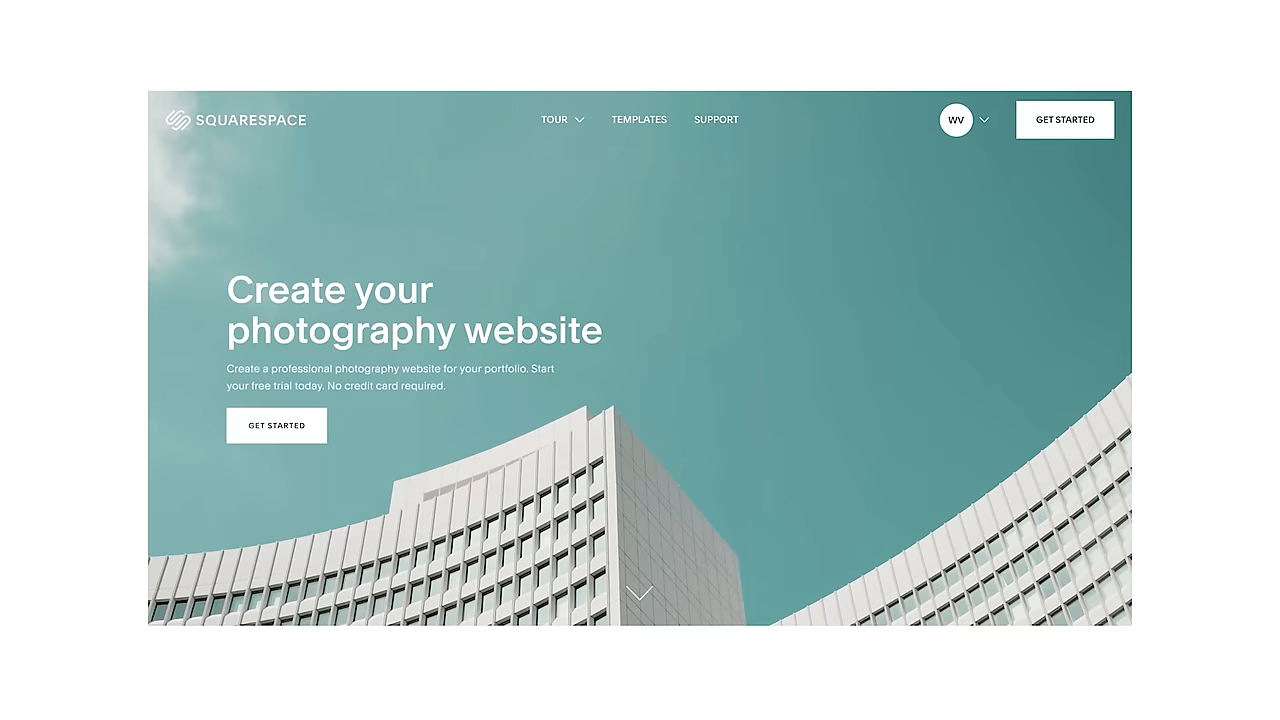 SQUARESPACE
TOUR
TEMPLATES
SUPPORT
WV
GET STARTED
Create your
photography website
Create a professional photography website for your portfolio. Start
your free trial today. No credit card required.
GET STARTED